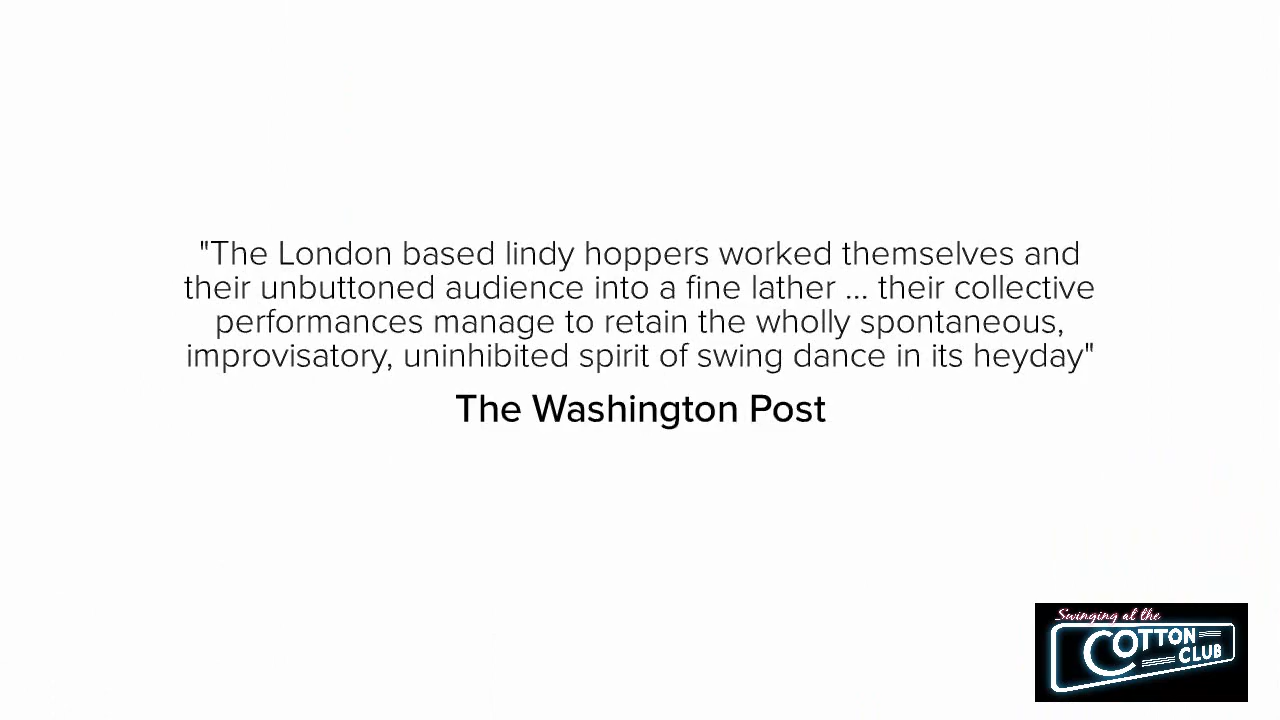 "The London based lindy hoppers worked themselves and
their unbuttoned audience into a fine lather ... their collective
performances manage to retain the wholly spontaneous,
improvisatory, uninhibited spirit of swing dance in its heyday"
The Washington Post
Swinging at the
COTTON
CLUB